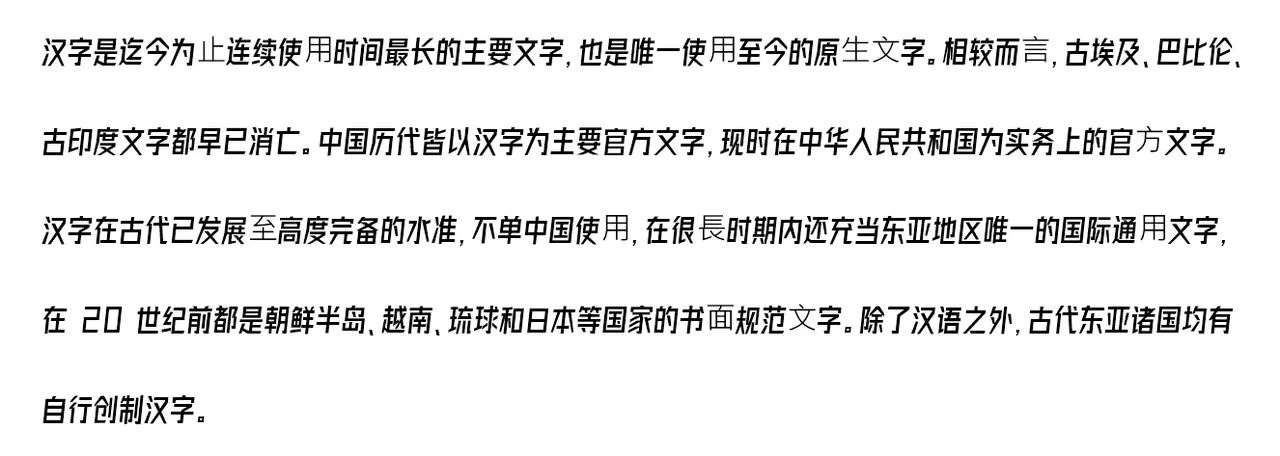 汉字是迄今为止连续使用时间最长的主要文字,也是唯一使用至今的原生文字。相较而言,古埃及、巴比伦、
古印度文字都早已消亡。中国历代皆以汉字为主要官方文字,现时在中华人民共和国为实务上的官方文字。
汉字在古代已发展至高度完备的水准,不单中国使用,在很長时期内还充当东亚地区唯一的国际通用文字,
在 20 世纪前都是朝鲜半岛、越南、琉球和日本等国家的书面规范文字。除了汉语之外,古代东亚诸国均有
自行创制汉字。